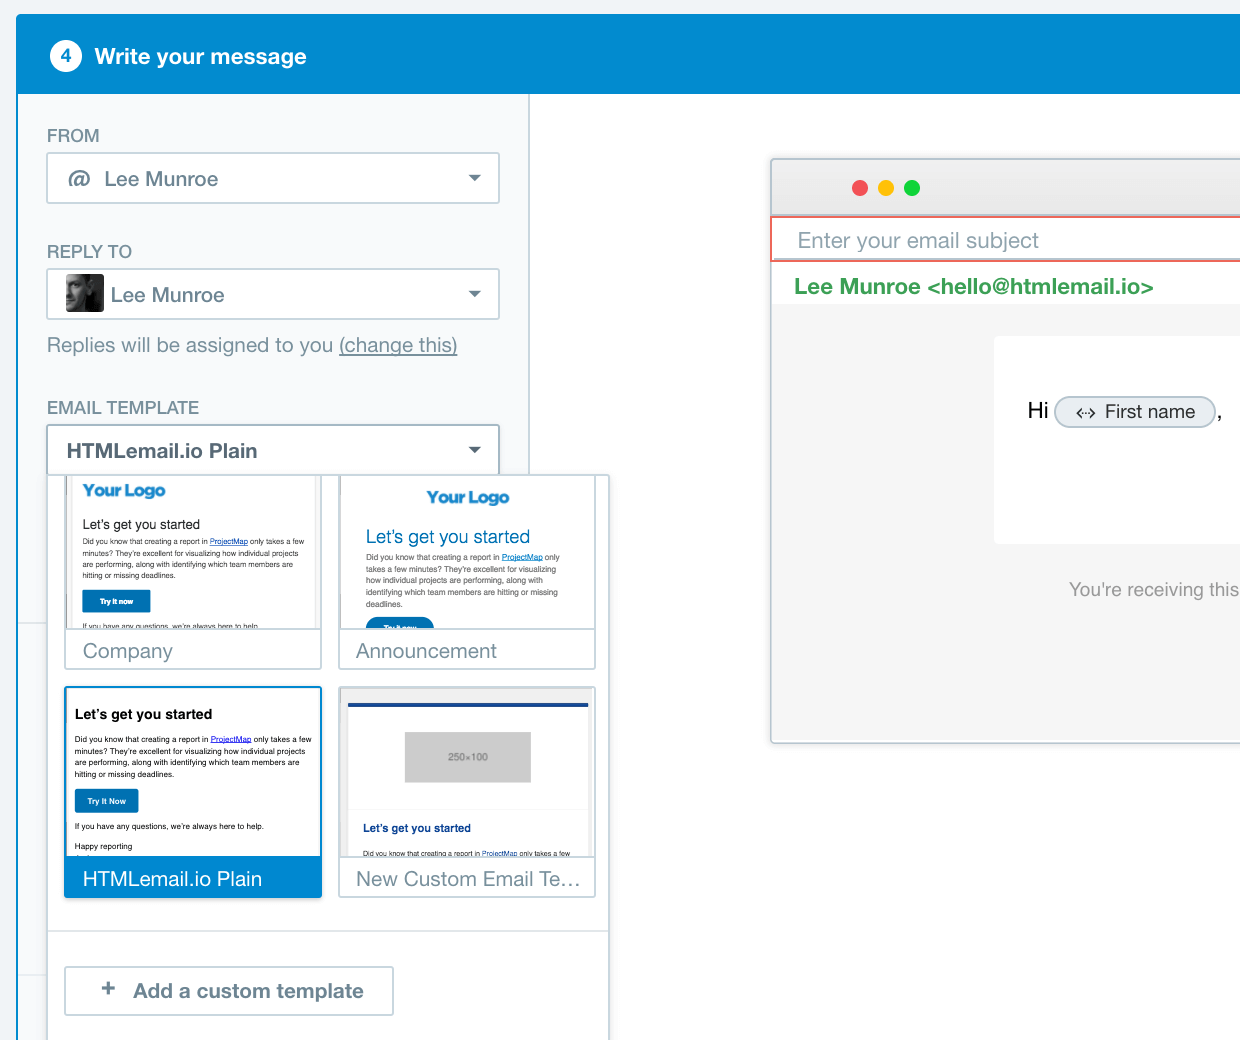 4 Write your message
FROM
@ Lee Munroe
REPLY TO
Lee Munroe
Replies will be assigned to you (change this)
EMAIL TEMPLATE
HTMLemail.io Plain
Your Logo
Let's get you started
Did you know that creating a report in ProjectMap only takes a few
minutes? They're excellent for visualizing how individual projects
are performing, along with identifying which team members are
hitting or missing deadlines.
Try it now
If you have any questions, we're always here to help.
Company
Your Logo
Let's get you started
Did you know that creating a report in ProjectMap only
takes a few minutes? They're excellent for visualizing
how individual projects are performing, along with
identifying which team members are hitting or missing
deadlines.
Try it now
Announcement
Let's get you started
Did you know that creating a report in ProjectMap only takes a few
minutes? They're excellent for visualizing how individual projects
are performing, along with identifying which team members are
hitting or missing deadlines.
Try It Now
If you have any questions, we're always here to help.
Happy reporting
HTMLemail.io Plain
250×100
Let's get you started
Did you know that creating a report in ProjectMap only takes a few
New Custom Email Te...
+ Add a custom template
Enter your email subject
Lee Munroe <hello@htmlemail.io>
Hi First name,
You're receiving this